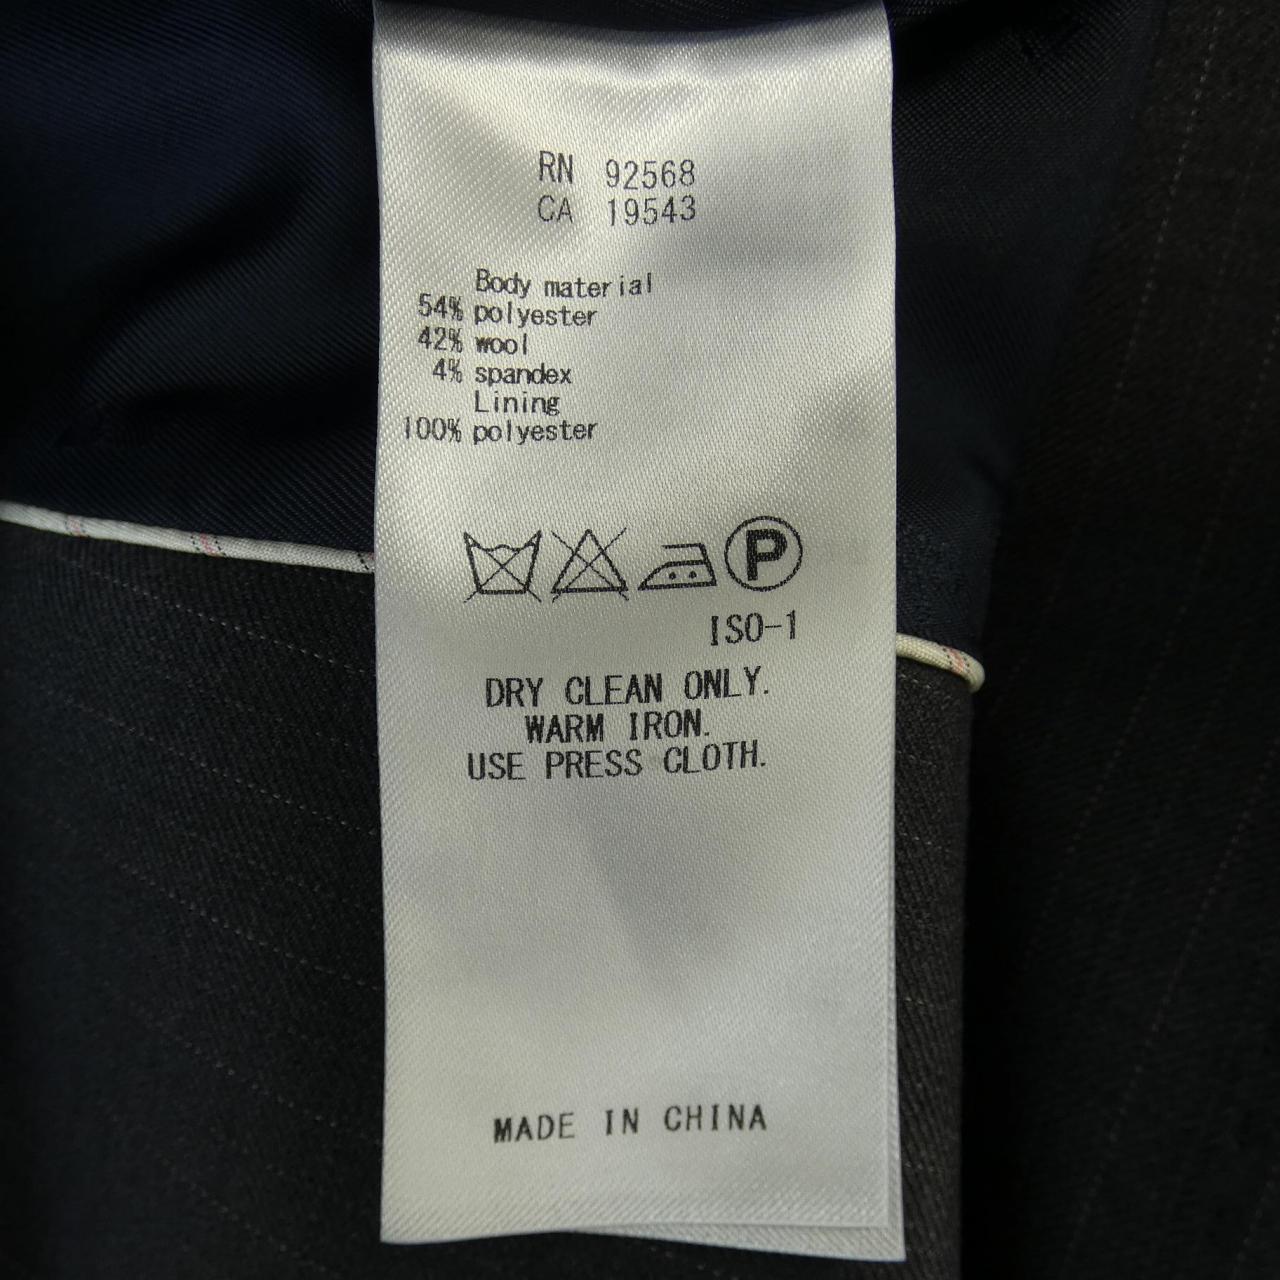 RN 92568
CA 19543
Body material
54% polyester
42% wool
4% spandex
Lining
100% polyester
P
ISO-1
DRY CLEAN ONLY.
WARM IRON.
USE PRESS CLOTH.
MADE IN CHINA